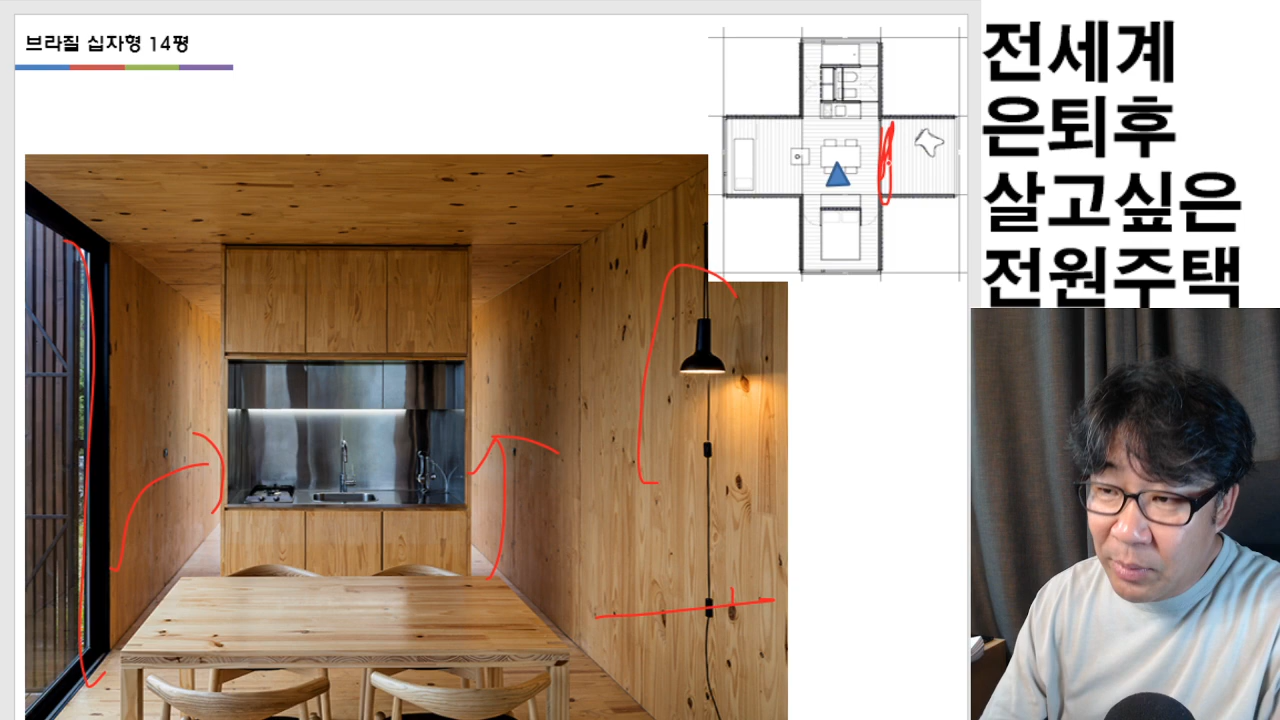 브라질 십자형 14평
전세계
은퇴후
살고싶은
전원주택